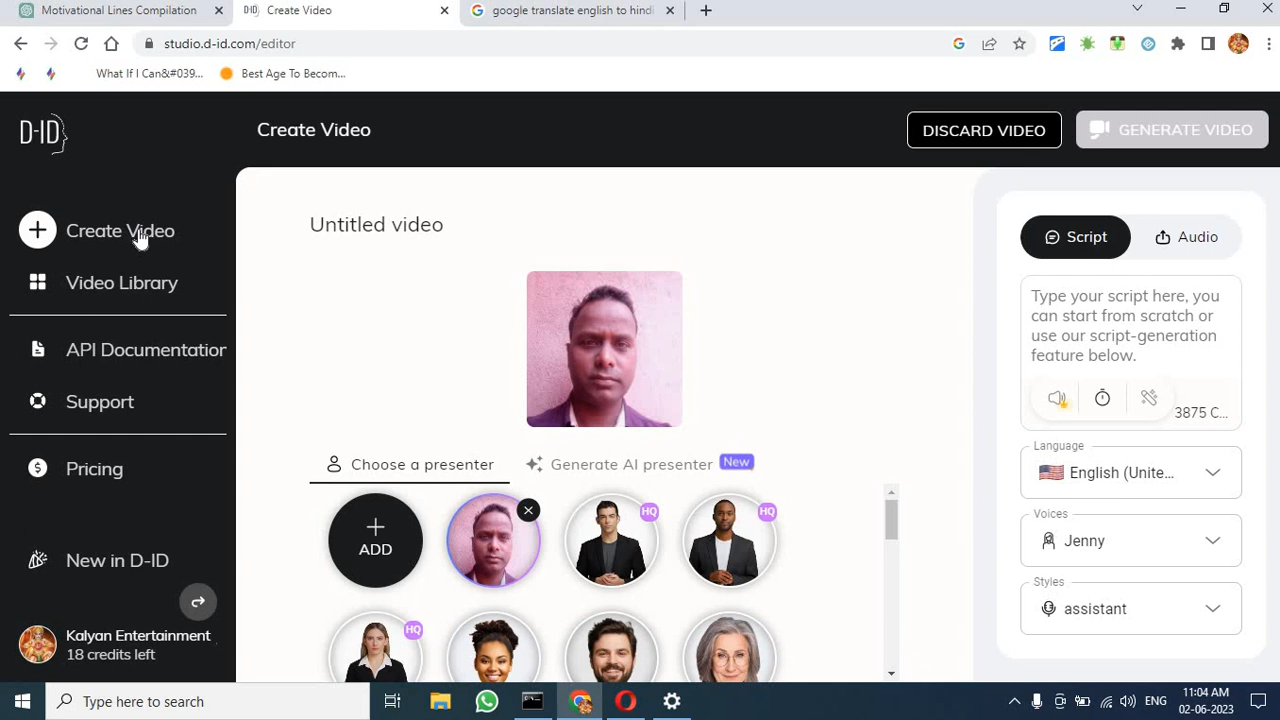 Motivational Lines Compilation
Create Video
google translate english to hindi
studio.d-id.com/editor
What If I Can&#039...
Best Age To Becom...
D-ID
Create Video
DISCARD VIDEO
GENERATE VIDEO
Create Video
Video Library
API Documentation
Support
Pricing
New in D-ID
Kalyan Entertainment
18 credits left
Untitled video
Choose a presenter
Generate AI presenter
New
ADD
HQ
HQ
HQ
Script
Audio
Type your script here, you
can start from scratch or
use our script-generation
feature below.
3875 C...
Language
English (Unite...
Voices
Jenny
Styles
assistant
Type here to search
ENG
11:04 AM
02-06-2023